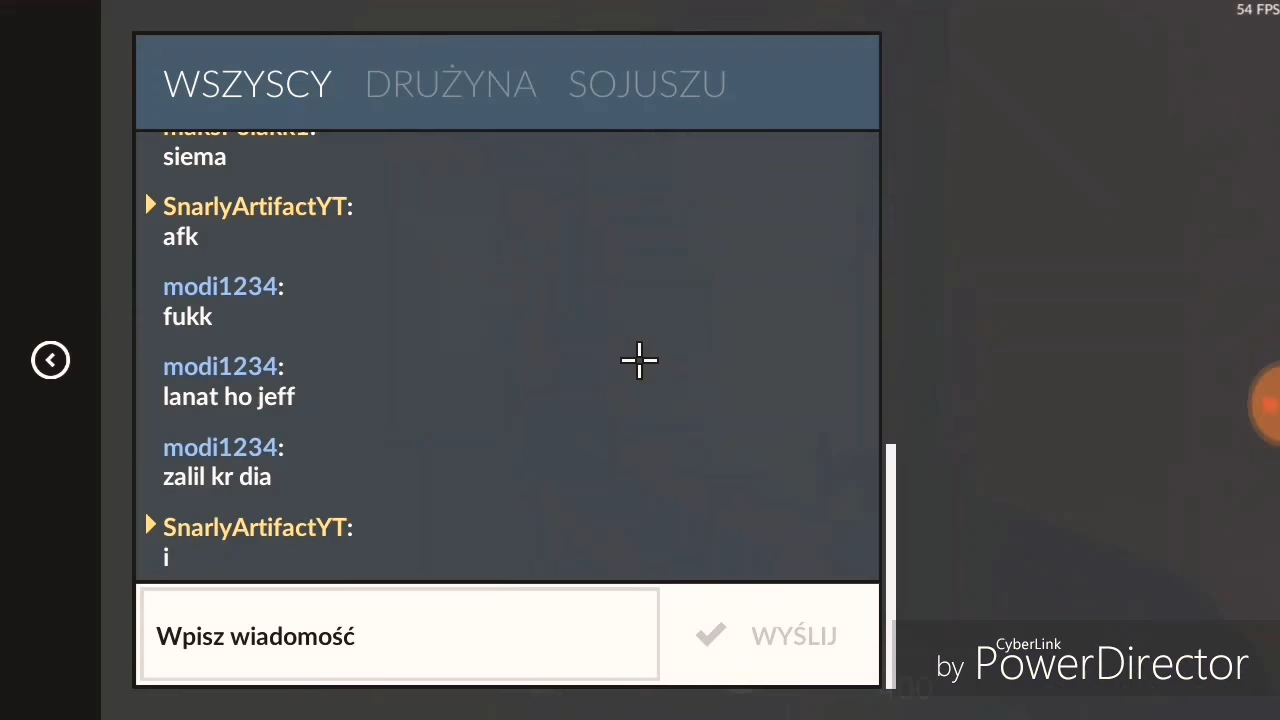 54 FPS
WSZYSCY DRUŻYNA SOJUSZU
siema
SnarlyArtifactYT:
afk
modi1234:
fukk
modi1234:
lanat ho jeff
modi1234:
zalil kr dia
SnarlyArtifactYT:
i
Wpisz wiadomość
WYŚLIJ
CyberLink
by PowerDirector